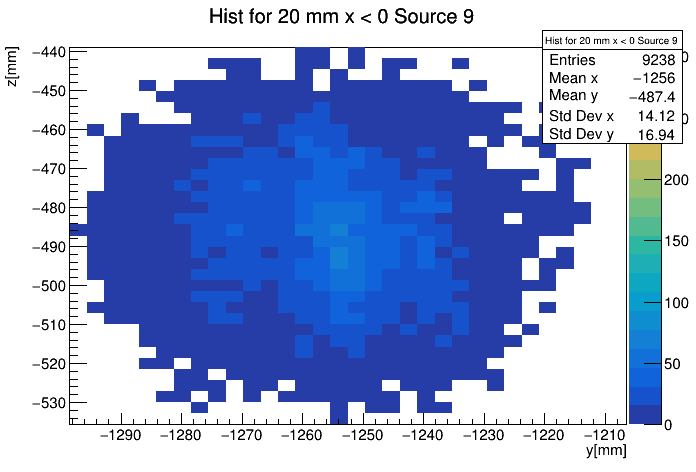 Hist for 20 mm x < 0 Source 9
z[mm]
−440
−450
−460
−470
−480
−490
−500
−510
−520
−530
Hist for 20 mm x < 0 Source 9
Entries 9238
Mean x −1256
Mean y −487.4
Std Dev x 14.12
Std Dev y 16.94
200
150
100
50
0
−1290 −1280 −1270 −1260 −1250 −1240 −1230 −1220 −1210
y[mm]